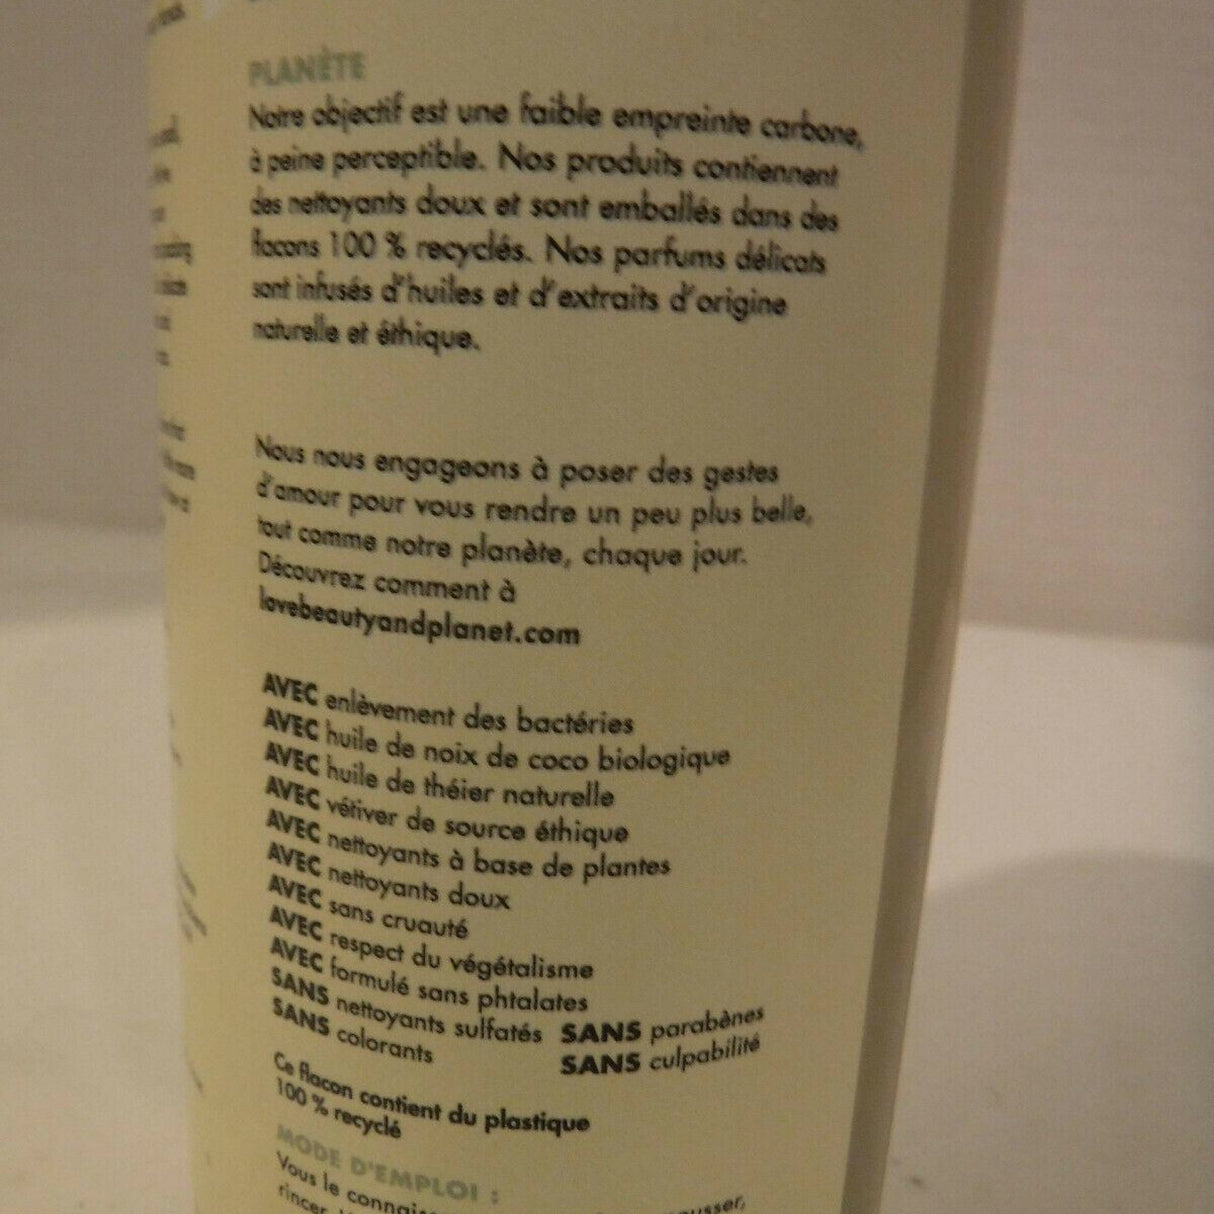 PLANÈTE
Notre objectif est une faible empreinte carbone,
à peine perceptible. Nos produits contiennent
des nettoyants doux et sont emballés dans des
flacons 100 % recyclés. Nos parfums délicats
sont infusés d'huiles et d'extraits d'origine
naturelle et éthique.
Nous nous engageons à poser des gestes
d'amour pour vous rendre un peu plus belle,
tout comme notre planète, chaque jour.
Découvrez comment à
lovebeautyandplanet.com
AVEC enlèvement des bactéries
AVEC huile de noix de coco biologique
AVEC huile de théier naturelle
AVEC vétiver de source éthique
AVEC nettoyants à base de plantes
AVEC nettoyants doux
AVEC sans cruauté
AVEC respect du végétalisme
AVEC formulé sans phtalates
SANS nettoyants sulfatés SANS parabènes
SANS colorants SANS culpabilité
Ce flacon contient du plastique
100 % recyclé
MODE D'EMPLOI :
Vous le
rincer.